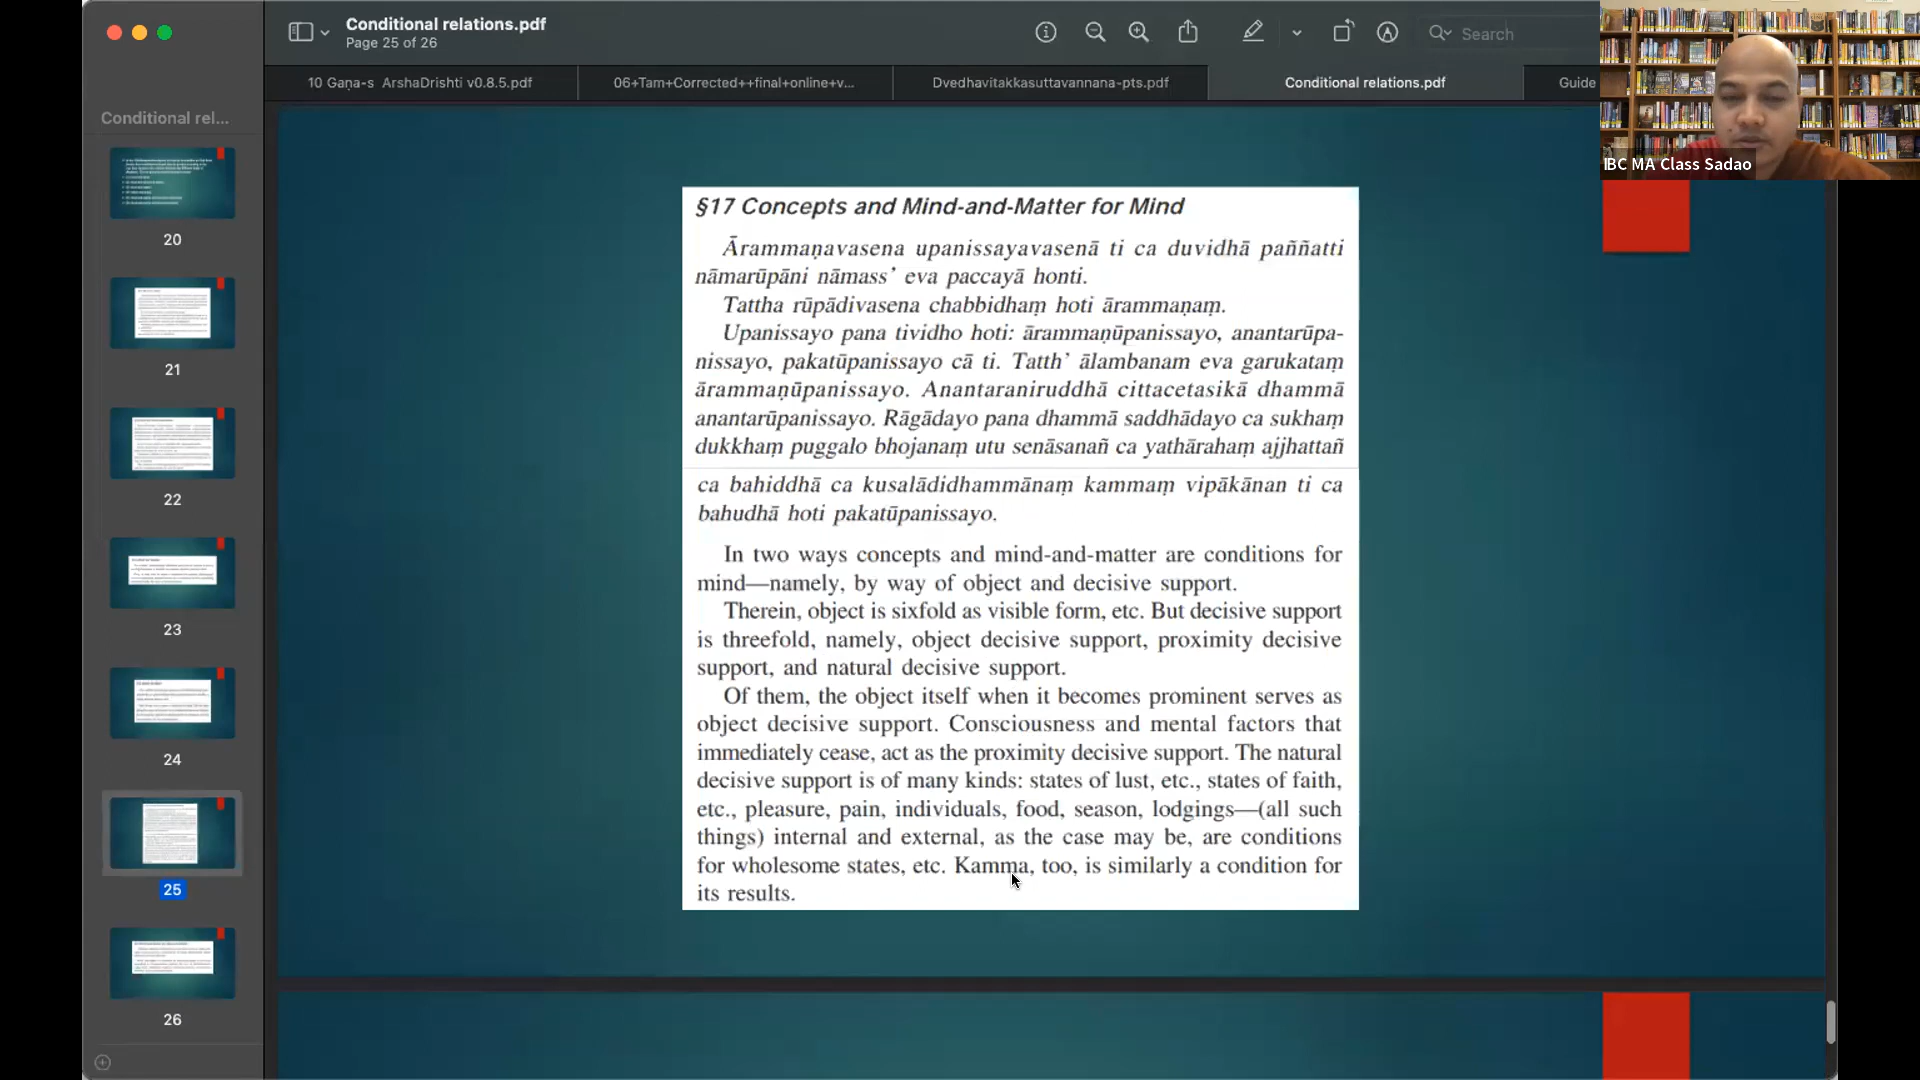 Conditional relations.pdf
Page 25 of 26
Search
10 Gaṇa-s ArshaDrishti v0.8.5.pdf
06+Tam+Corrected++final+online+v...
Dvedhavitakkasuttavannana-pts.pdf
Conditional relations.pdf
Guide
IBC MA Class Sadao
Conditional rel...
20
21
22
23
24
25
26
§17 Concepts and Mind-and-Matter for Mind
Ārammaṇavasena upanissayavasenā ti ca duvidhā paññatti
nāmarūpāni nāmass’ eva paccayā honti.
Tattha rūpādivasena chabbidhaṃ hoti ārammaṇaṃ.
Upanissayo pana tividho hoti: ārammaṇūpanissayo, anantarūpa-
nissayo, pakatūpanissayo cā ti. Tatth’ ālambanam eva garukataṃ
ārammaṇūpanissayo. Anantaraniruddhā cittacetasikā dhammā
anantarūpanissayo. Rāgādayo pana dhammā saddhādayo ca sukhaṃ
dukkhaṃ puggalo bhojanaṃ utu senāsanañ ca yathārahaṃ ajjhattañ
ca bahiddhā ca kusalādidhammānaṃ kammaṃ vipākānan ti ca
bahudhā hoti pakatūpanissayo.
In two ways concepts and mind-and-matter are conditions for
mind—namely, by way of object and decisive support.
Therein, object is sixfold as visible form, etc. But decisive support
is threefold, namely, object decisive support, proximity decisive
support, and natural decisive support.
Of them, the object itself when it becomes prominent serves as
object decisive support. Consciousness and mental factors that
immediately cease, act as the proximity decisive support. The natural
decisive support is of many kinds: states of lust, etc., states of faith,
etc., pleasure, pain, individuals, food, season, lodgings—(all such
things) internal and external, as the case may be, are conditions
for wholesome states, etc. Kamma, too, is similarly a condition for
its results.